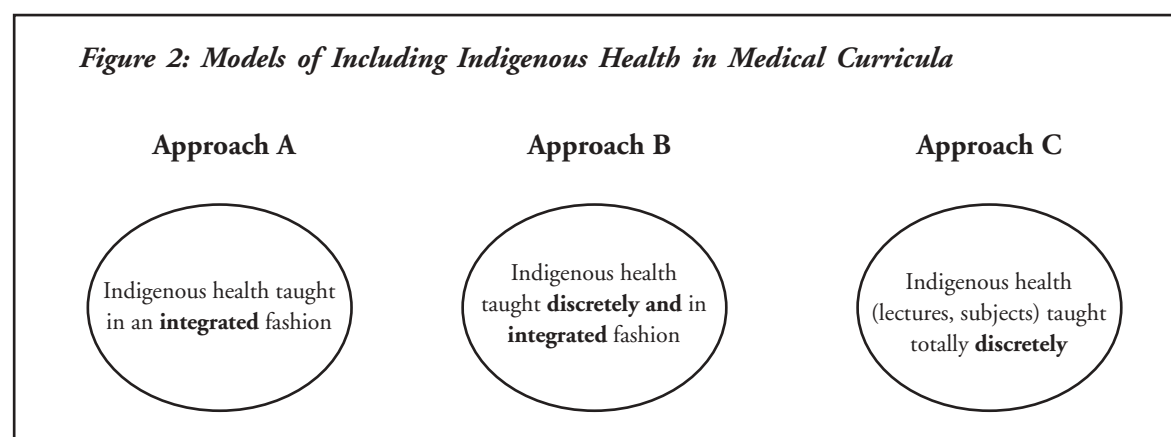 Figure 2: Models of Including Indigenous Health in Medical Curricula
Approach A
Indigenous health taught
in an integrated fashion
Approach B
Indigenous health
taught discretely and in
integrated fashion
Approach C
Indigenous health
(lectures, subjects) taught
totally discretely